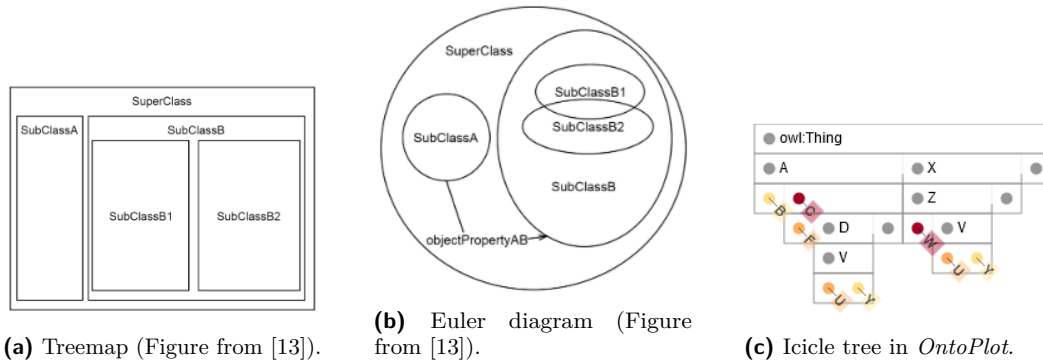 SuperClass
SubClassA
SubClassB
SubClassB1
SubClassB2
(a) Treemap (Figure from [13]).
SuperClass
SubClassB1
SubClassB2
SubClassA
SubClassB
objectPropertyAB
(b) Euler diagram (Figure
from [13]).
owl:Thing
A
X
B
C
Z
F
D
W
V
V
U
Y
U
Y
(c) Icicle tree in OntoPlot.